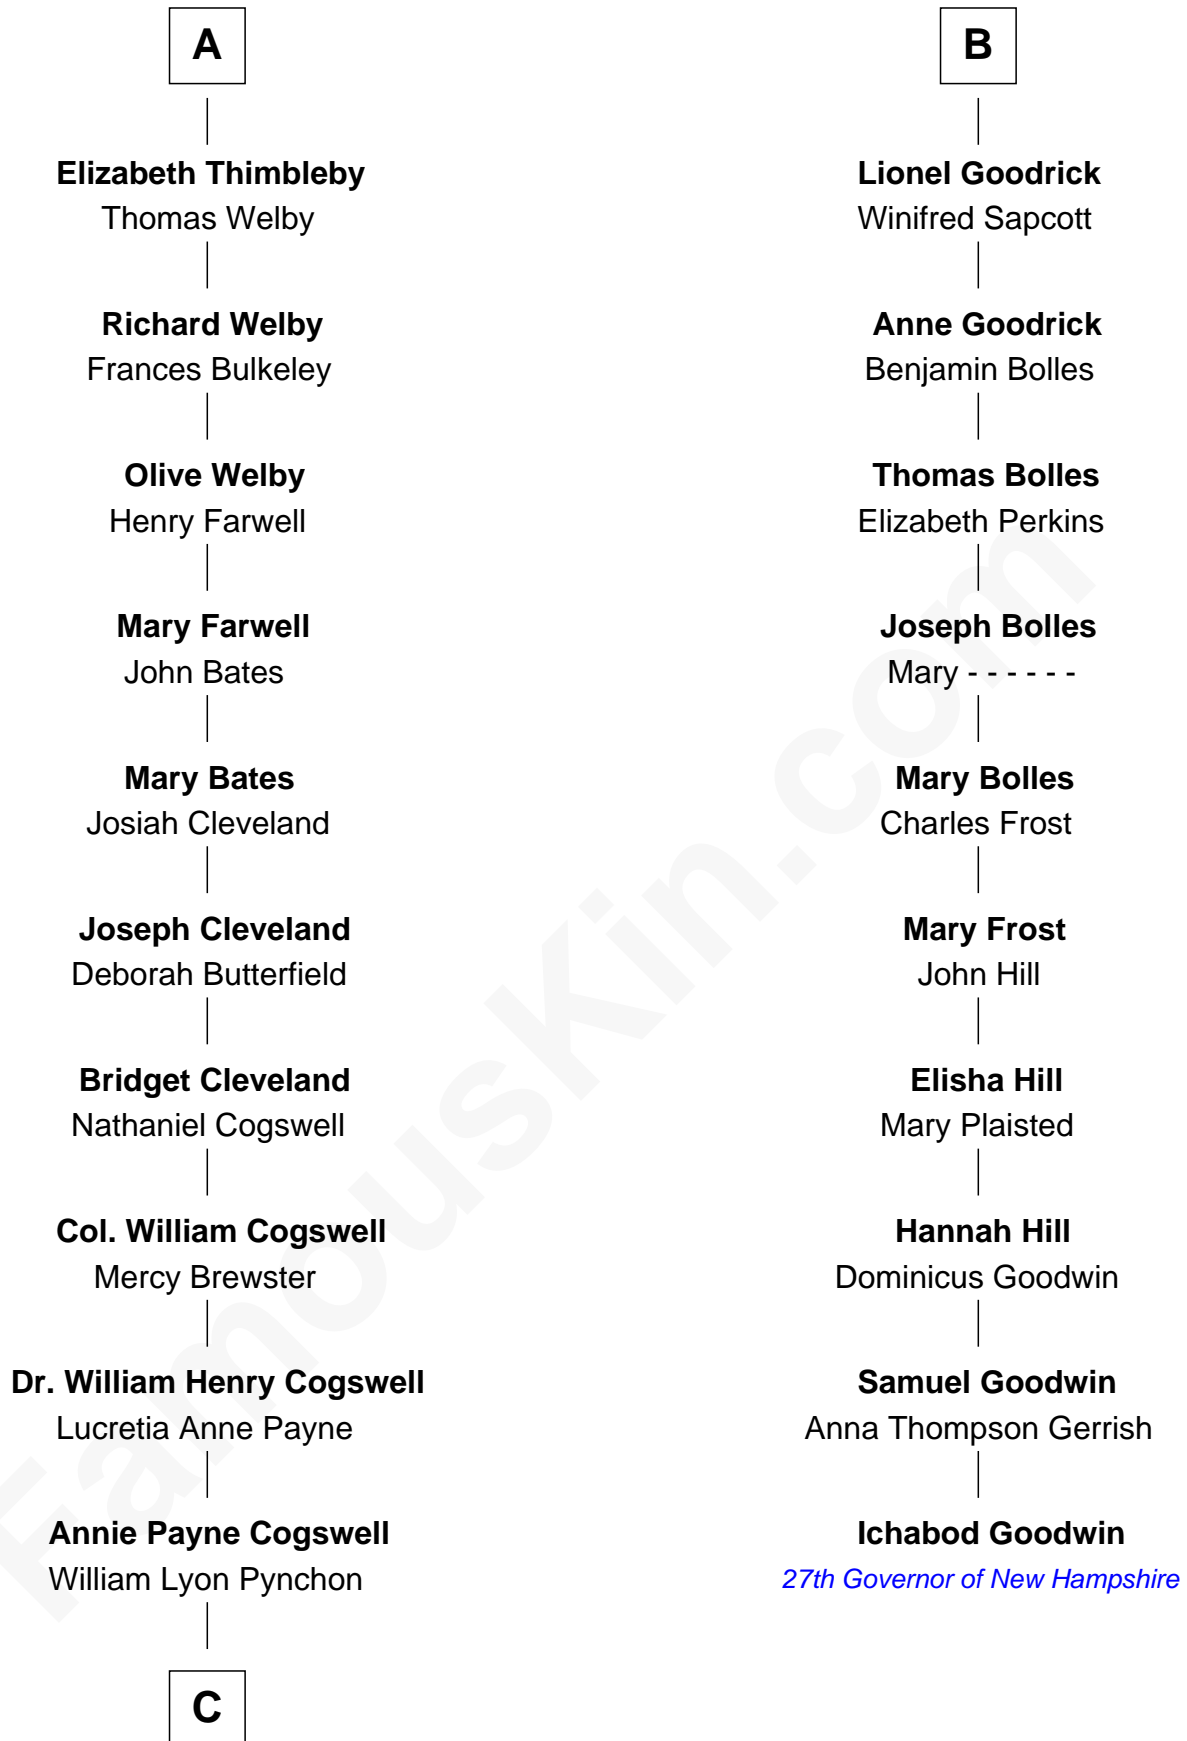 A
Elizabeth Thimbleby
Thomas Welby
Richard Welby
Frances Bulkeley
Olive Welby
Henry Farwell
Mary Farwell
John Bates
Mary Bates
Josiah Cleveland
Joseph Cleveland
Deborah Butterfield
Bridget Cleveland
Nathaniel Cogswell
Col. William Cogswell
Mercy Brewster
Dr. William Henry Cogswell
Lucretia Anne Payne
Annie Payne Cogswell
William Lyon Pynchon
C
B
Lionel Goodrick
Winifred Sapcott
Anne Goodrick
Benjamin Bolles
Thomas Bolles
Elizabeth Perkins
Joseph Bolles
Mary - - - - - -
Mary Bolles
Charles Frost
Mary Frost
John Hill
Elisha Hill
Mary Plaisted
Hannah Hill
Dominicus Goodwin
Samuel Goodwin
Anna Thompson Gerrish
Ichabod Goodwin
27th Governor of New Hampshire
FamousKin.com